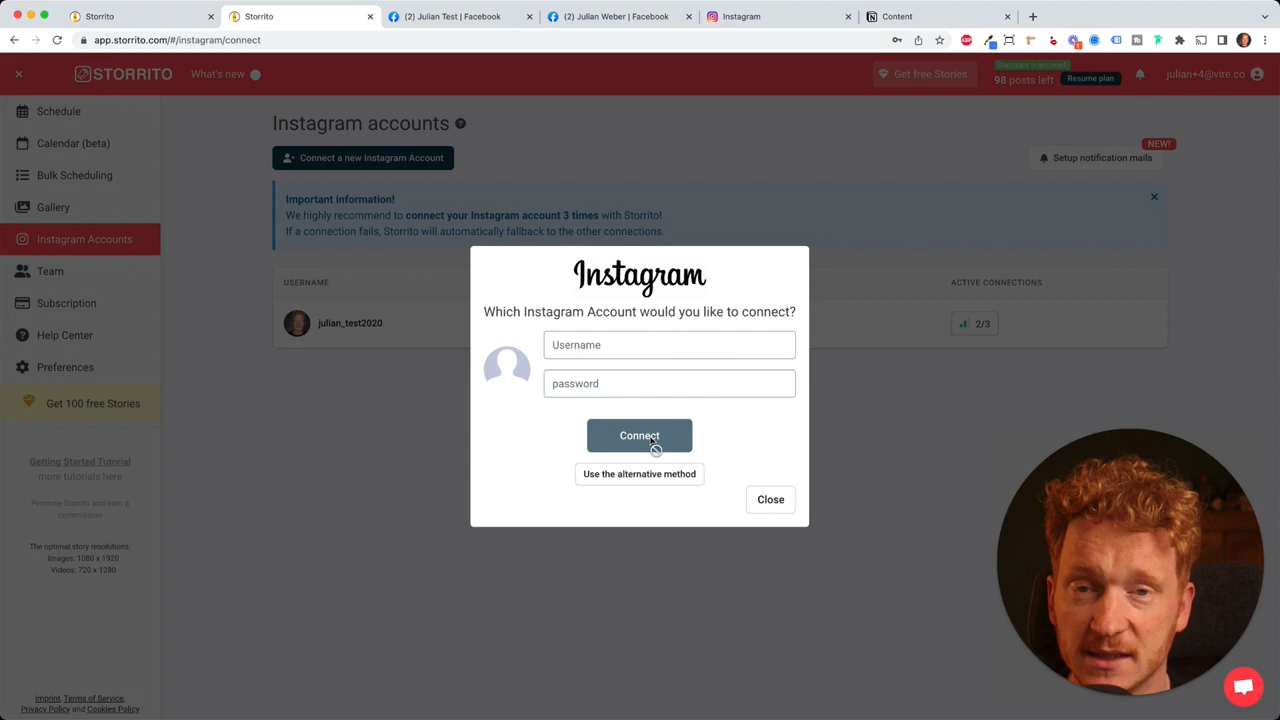 Storrito
Storrito
(2) Julian Test | Facebook
(2) Julian Weber | Facebook
Instagram
Content
app.storrito.com/#/instagram/connect
STORRITO
What's new
Get free Stories
98 posts left
Resume plan
julian+4@vire.co
Schedule
Calendar (beta)
Bulk Scheduling
Gallery
Instagram Accounts
Team
Subscription
Help Center
Preferences
Get 100 free Stories
Getting Started Tutorial
more tutorials here
Promote Storrito and earn a
commission
The optimal story resolutions:
Images: 1080 x 1920
Videos: 720 x 1280
Imprint, Terms of Service,
Privacy Policy and Cookies Policy
Instagram accounts
Connect a new Instagram Account
NEW!
Setup notification mails
Important information!
We highly recommend to connect your Instagram account 3 times with Storrito!
If a connection fails, Storrito will automatically fallback to the other connections.
USERNAME
ACTIVE CONNECTIONS
julian_test2020
2/3
Instagram
Which Instagram Account would you like to connect?
Username
password
Connect
Use the alternative method
Close